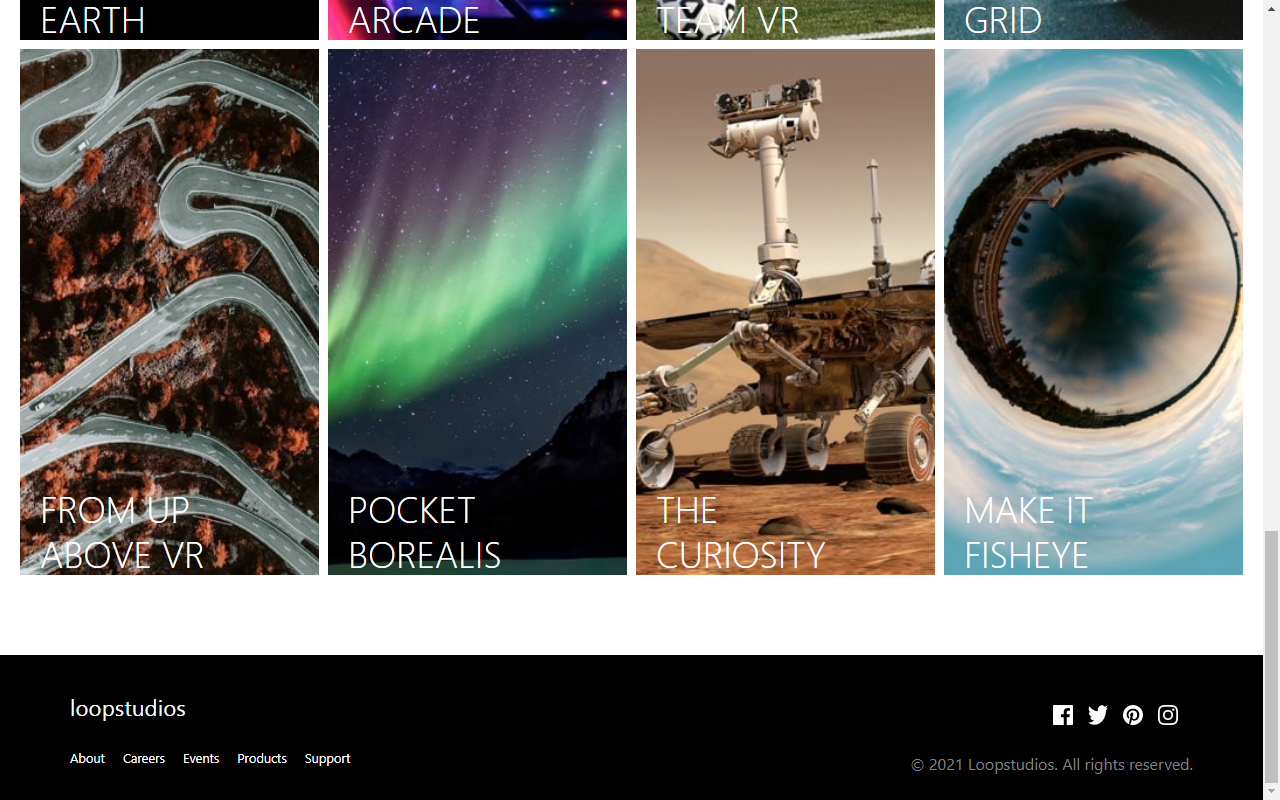 EARTH
ARCADE
TEAM VR
GRID
FROM UP
ABOVE VR
POCKET
BOREALIS
THE
CURIOSITY
MAKE IT
FISHEYE
loopstudios
About Careers Events Products Support
© 2021 Loopstudios. All rights reserved.